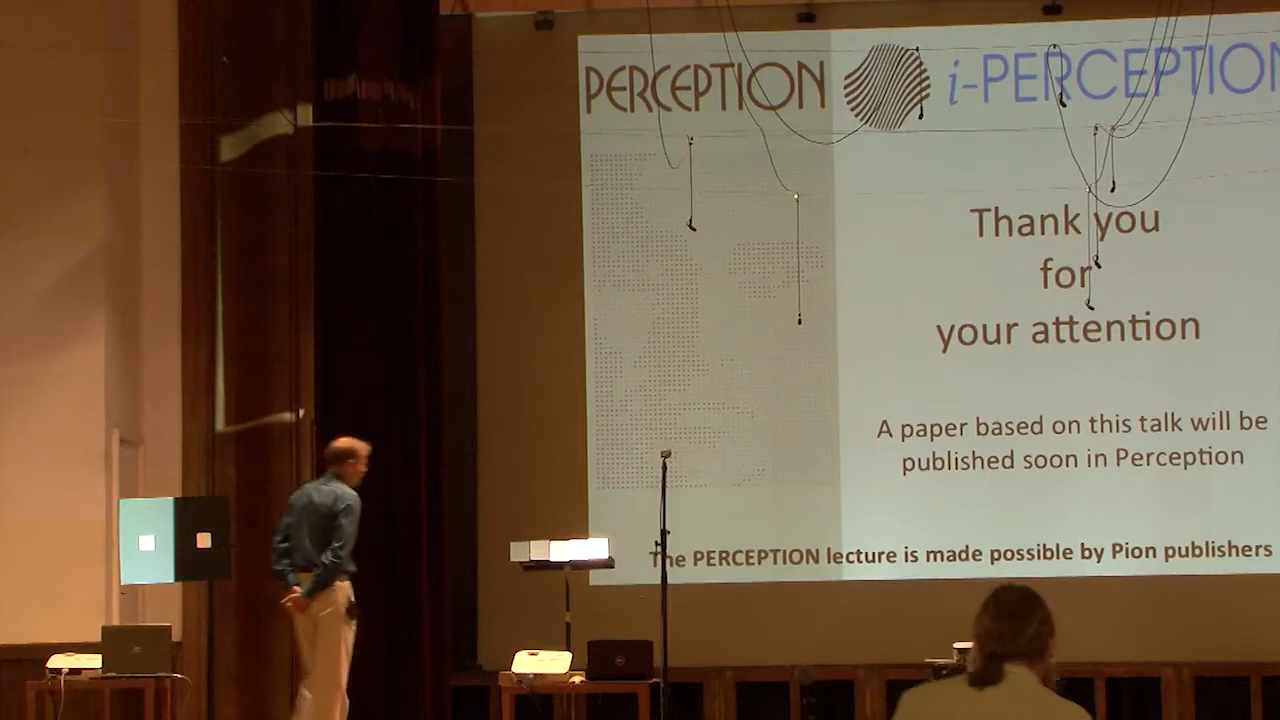 PERCEPTION i-PERCEPTION
Thank you
for
your attention
A paper based on this talk will be
published soon in Perception
The PERCEPTION lecture is made possible by Pion publishers